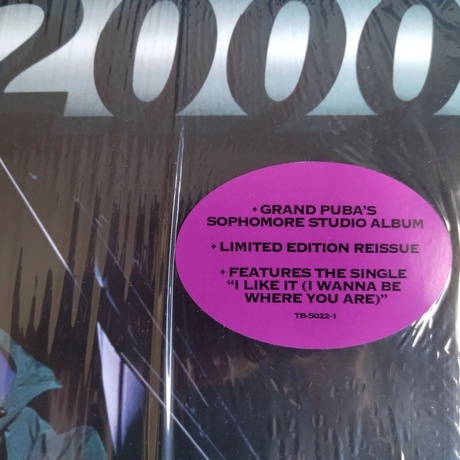 2000
+ GRAND PUBA'S
SOPHOMORE STUDIO ALBUM
+ LIMITED EDITION REISSUE
+ FEATURES THE SINGLE
“I LIKE IT (I WANNA BE
WHERE YOU ARE)”
TB-5022-1